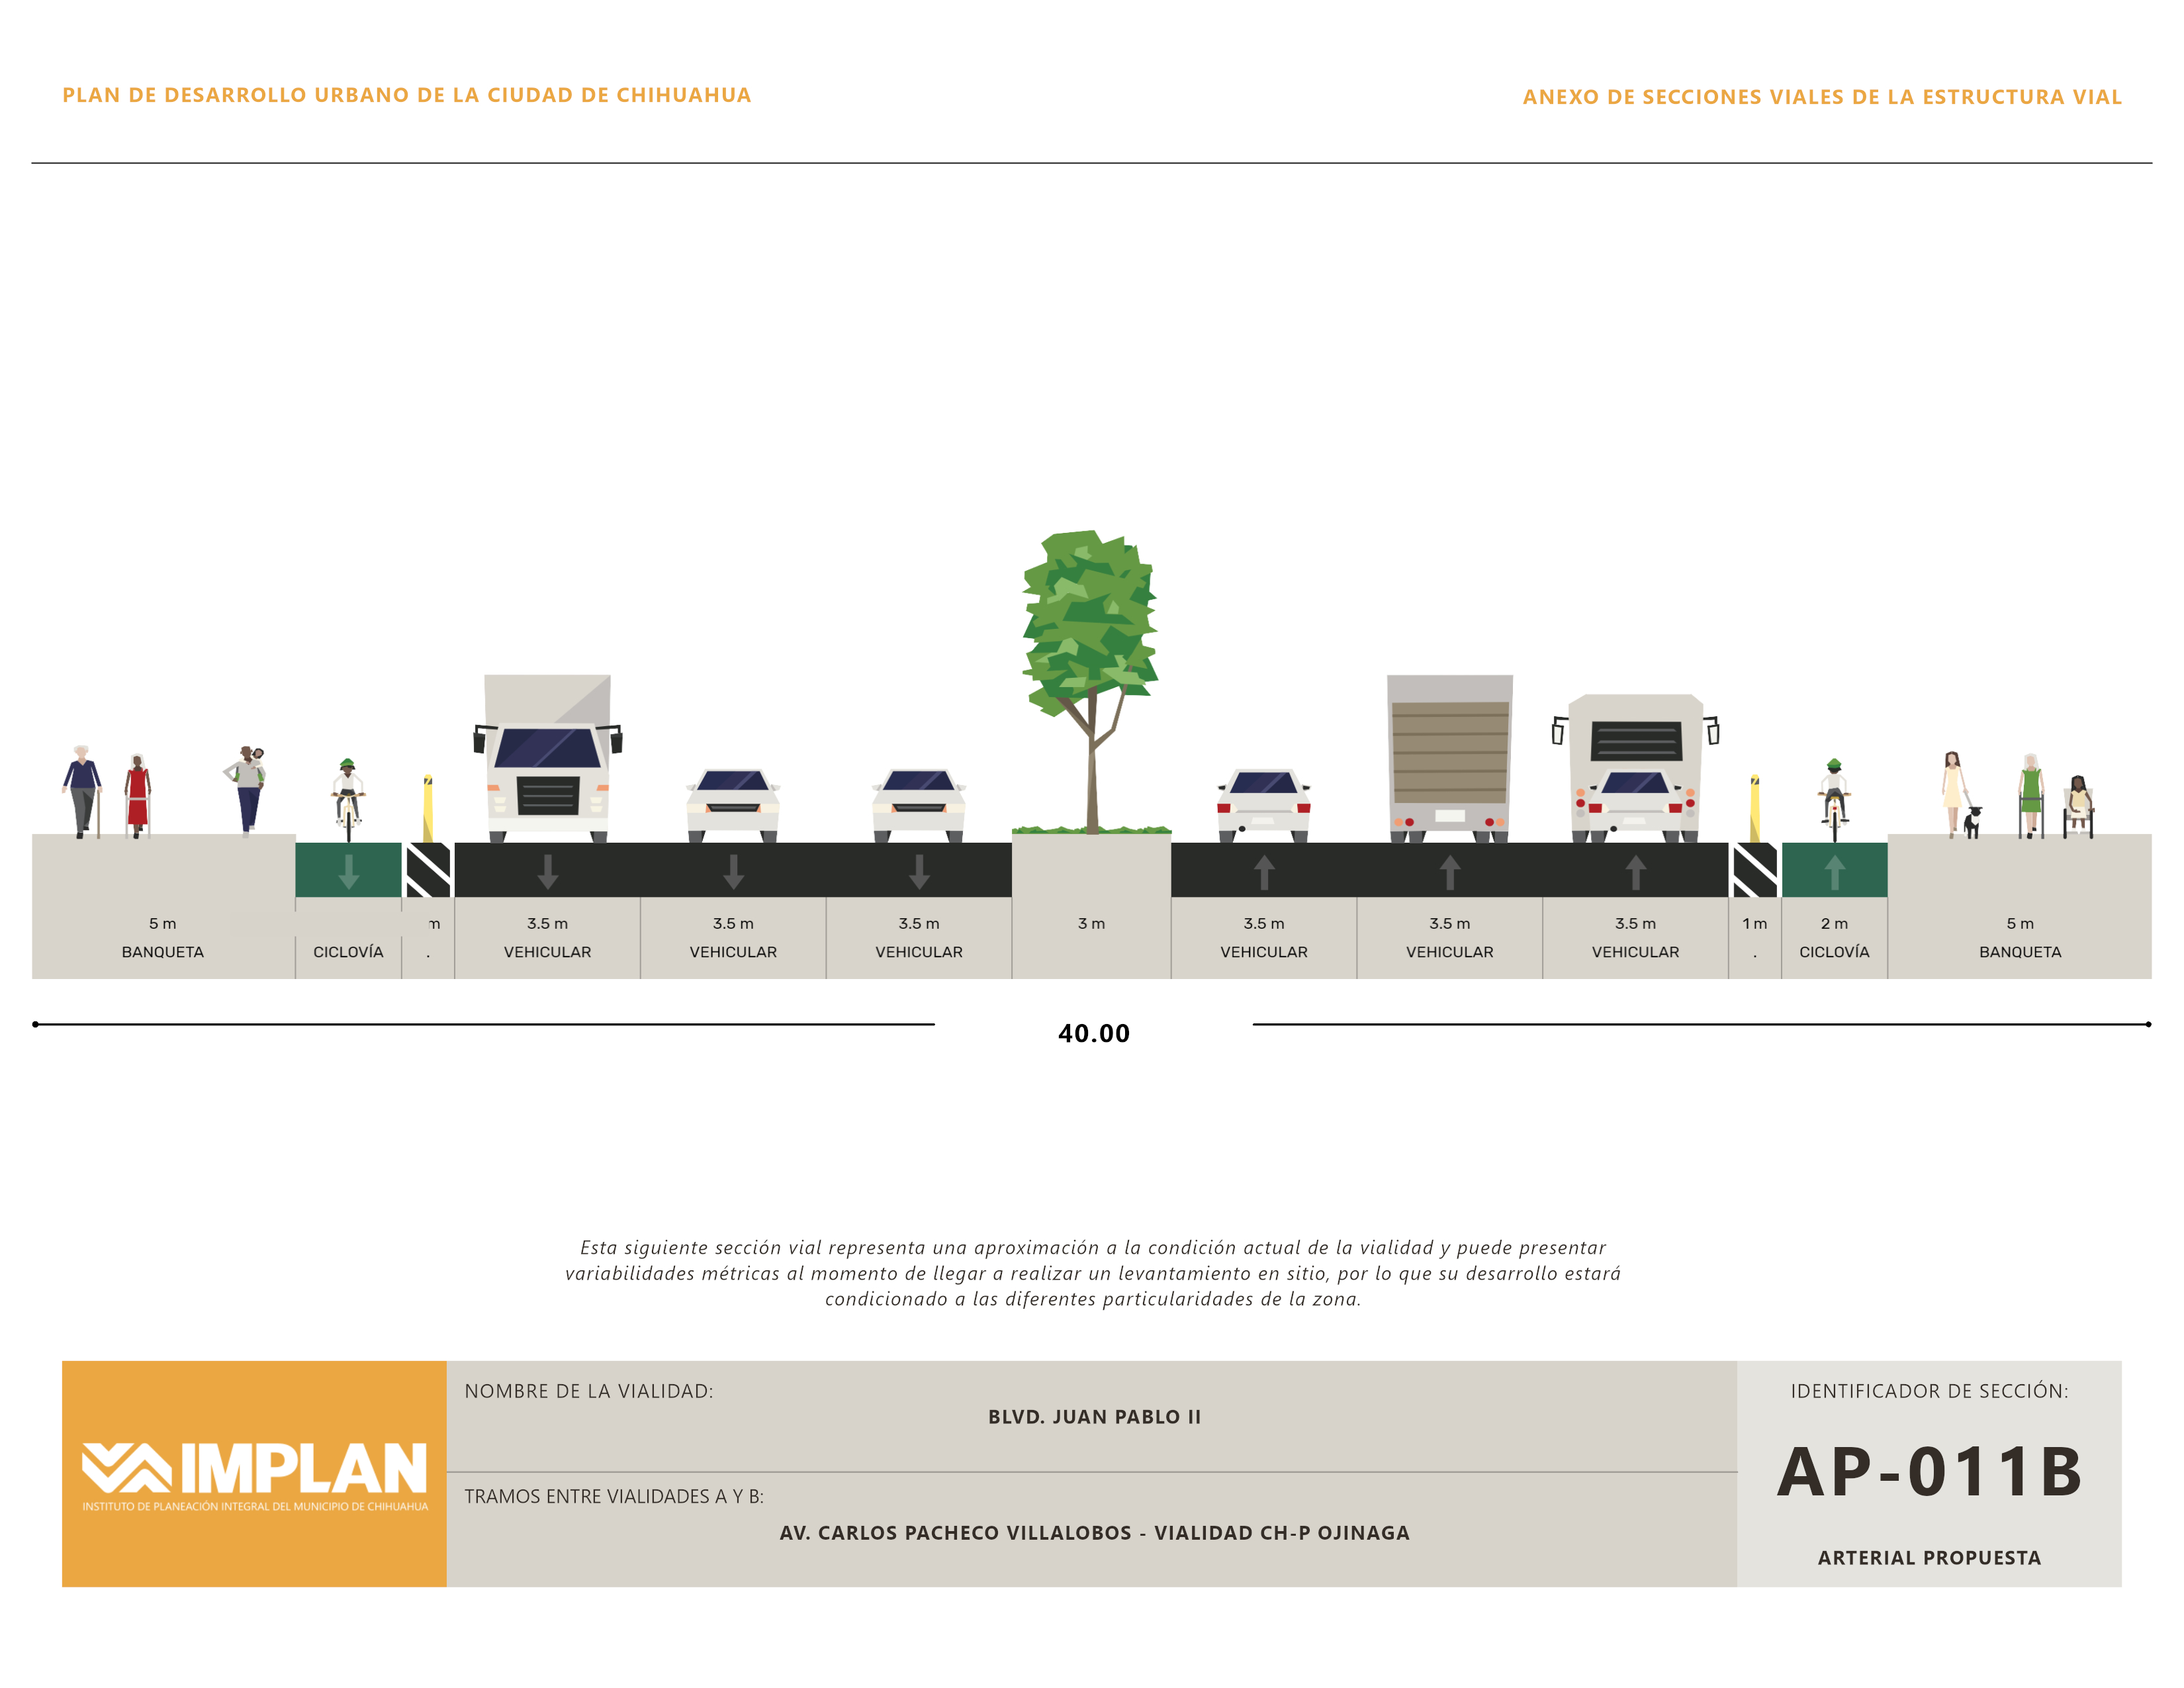 PLAN DE DESARROLLO URBANO DE LA CIUDAD DE CHIHUAHUA
ANEXO DE SECCIONES VIALES DE LA ESTRUCTURA VIAL
5 m m 3.5 m 3.5 m 3.5 m 3 m 3.5 m 3.5 m 3.5 m 1 m 2 m 5 m
BANQUETA CICLOVÍA . VEHICULAR VEHICULAR VEHICULAR VEHICULAR VEHICULAR VEHICULAR . CICLOVÍA BANQUETA
40.00
Esta siguiente sección vial representa una aproximación a la condición actual de la vialidad y puede presentar
variabilidades métricas al momento de llegar a realizar un levantamiento en sitio, por lo que su desarrollo estará
condicionado a las diferentes particularidades de la zona.
IMPLAN
INSTITUTO DE PLANEACIÓN INTEGRAL DEL MUNICIPIO DE CHIHUAHUA
NOMBRE DE LA VIALIDAD:
BLVD. JUAN PABLO II
TRAMOS ENTRE VIALIDADES A Y B:
AV. CARLOS PACHECO VILLALOBOS - VIALIDAD CH-P OJINAGA
IDENTIFICADOR DE SECCIÓN:
AP-011B
ARTERIAL PROPUESTA